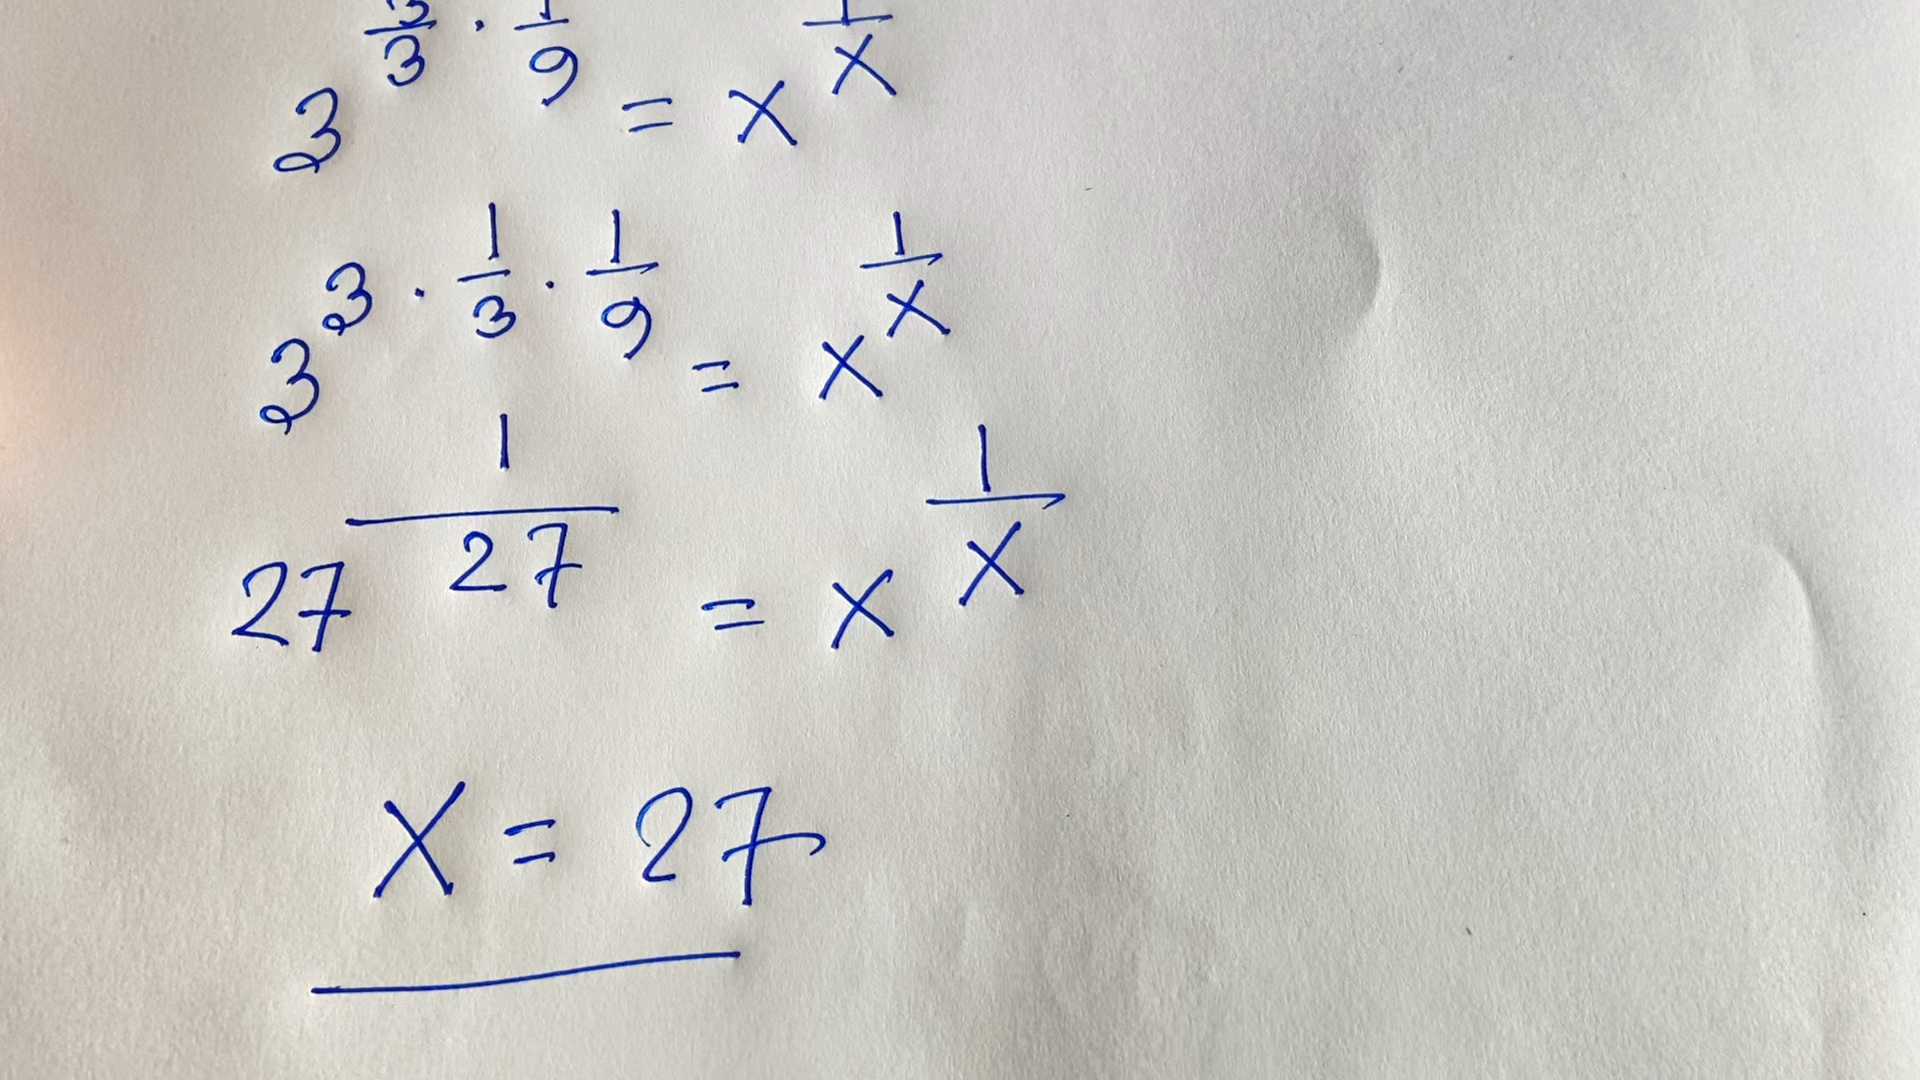 3^(3/3 · 1/9) = x^(1/x)
3^(3 · 1/3 · 1/9) = x^(1/x)
27^(1/27) = x^(1/x)
X = 27